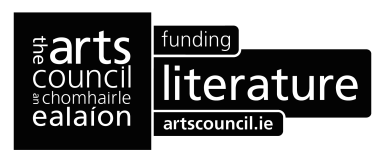 the arts
council
an chomhairle
ealaíon
funding
literature
artscouncil.ie